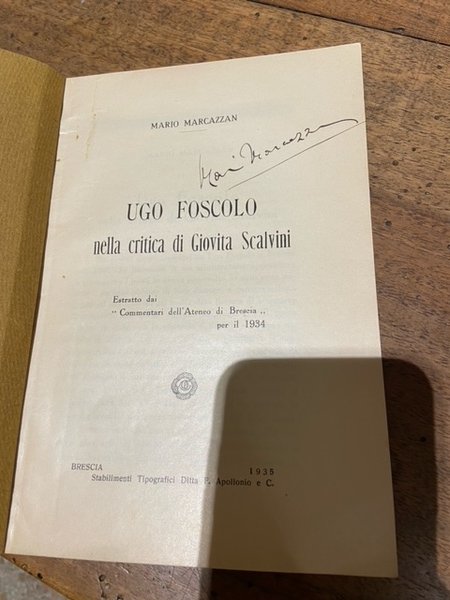 MARIO MARCAZZAN
Mario Marcazzan
UGO FOSCOLO
nella critica di Giovita Scalvini
Estratto dai
" Commentari dell'Ateneo di Brescia "
per il 1934
BRESCIA 1935
Stabilimenti Tipografici Ditta F. Apollonio e C.